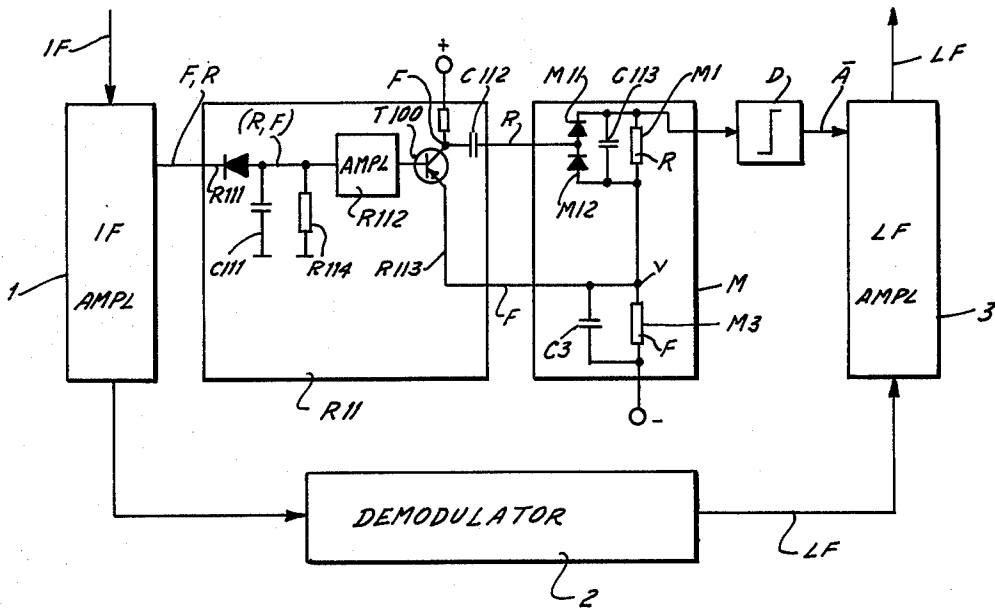 IF
F,R
+
F
C112
T100
(R,F)
AMPL
R111
R112
C111
R114
R113
R
M11
C113
M1
R
M12
D
Ā
LF
IF
AMPL
1
LF
AMPL
3
V
M
F
C3
M3
F
-
R11
DEMODULATOR
2
LF